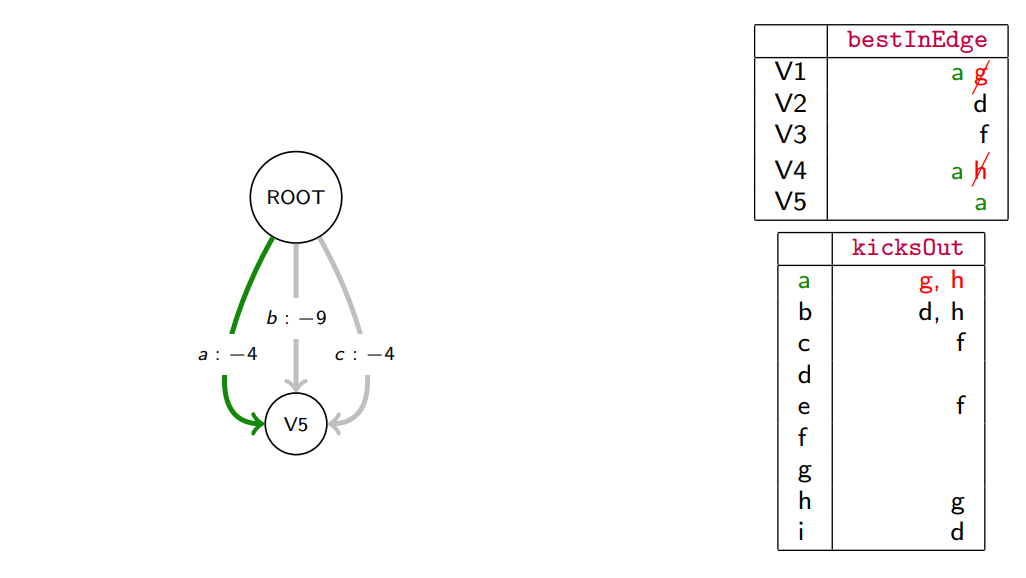 ROOT
b : −9
a : −4
c : −4
V5
bestInEdge
V1 a g
V2 d
V3 f
V4 a h
V5 a
kicksOut
a g, h
b d, h
c f
d
e f
f
g
h g
i d